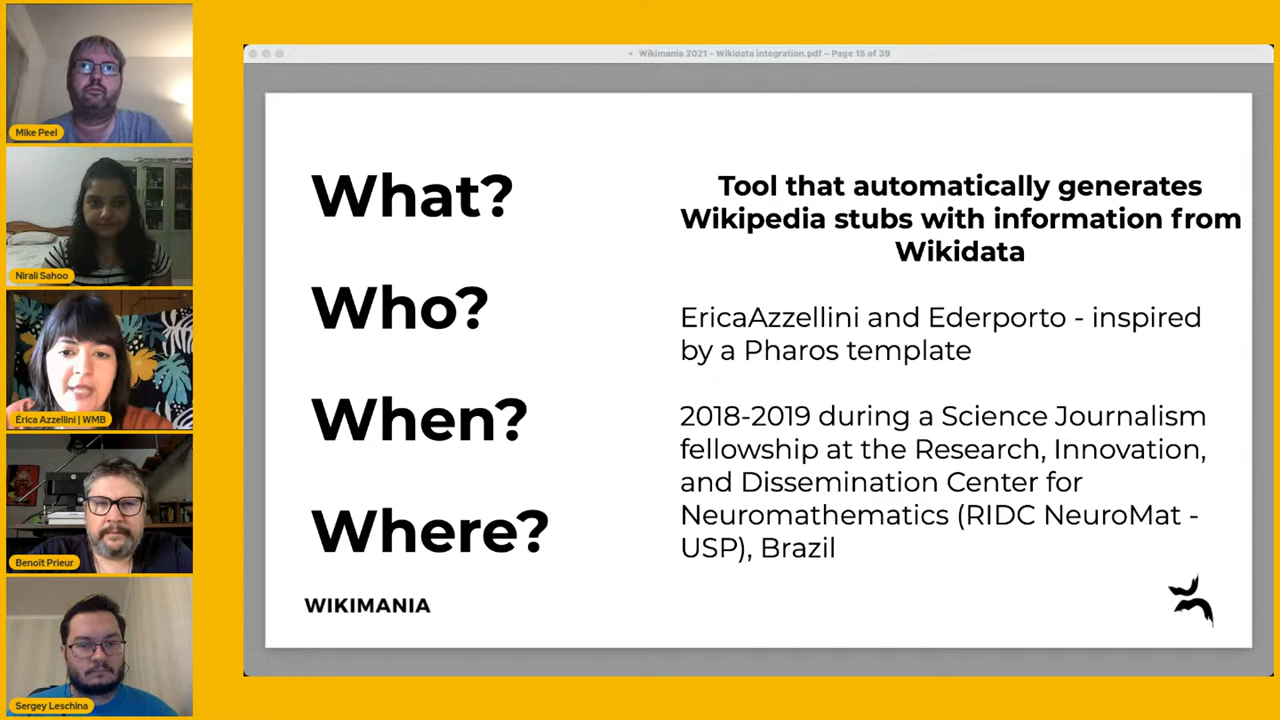 Mike Peel
Nirali Sahoo
Érica Azzellini | WMB
Benoît Prieur
Sergey Leschina
Wikimania 2021 - Wikidata integration.pdf – Page 15 of 39
What?
Tool that automatically generates
Wikipedia stubs with information from
Wikidata
Who?
EricaAzzellini and Ederporto - inspired
by a Pharos template
When?
2018-2019 during a Science Journalism
fellowship at the Research, Innovation,
and Dissemination Center for
Neuromathematics (RIDC NeuroMat -
USP), Brazil
Where?
WIKIMANIA